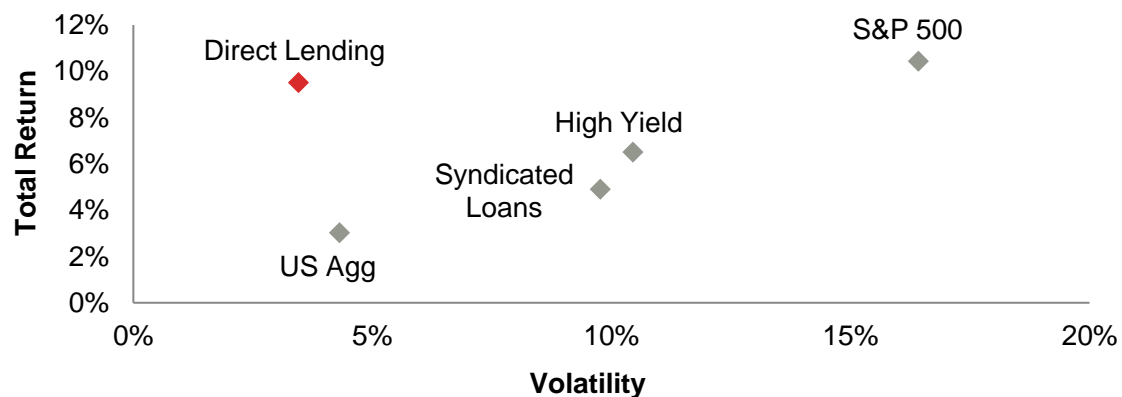 12%
10%
8%
6%
4%
2%
0%
Total Return
Direct Lending
S&P 500
High Yield
Syndicated
Loans
US Agg
0%
5%
10%
15%
20%
Volatility